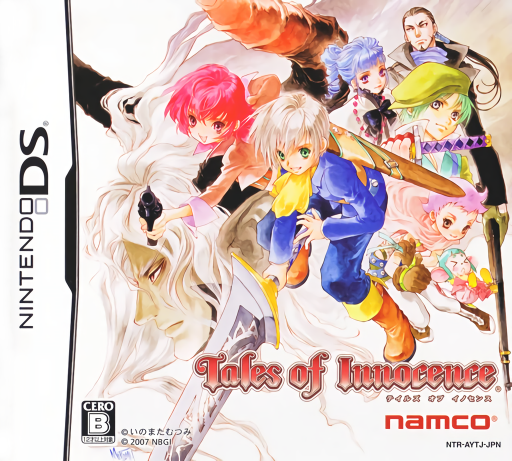 NINTENDO DS®
Tales of Innocence®
テイルズ オブ イノセンス
namco®
NTR-AYTJ-JPN
CERO
B
12才以上対象
©いのまたむつみ
© 2007 NBGI